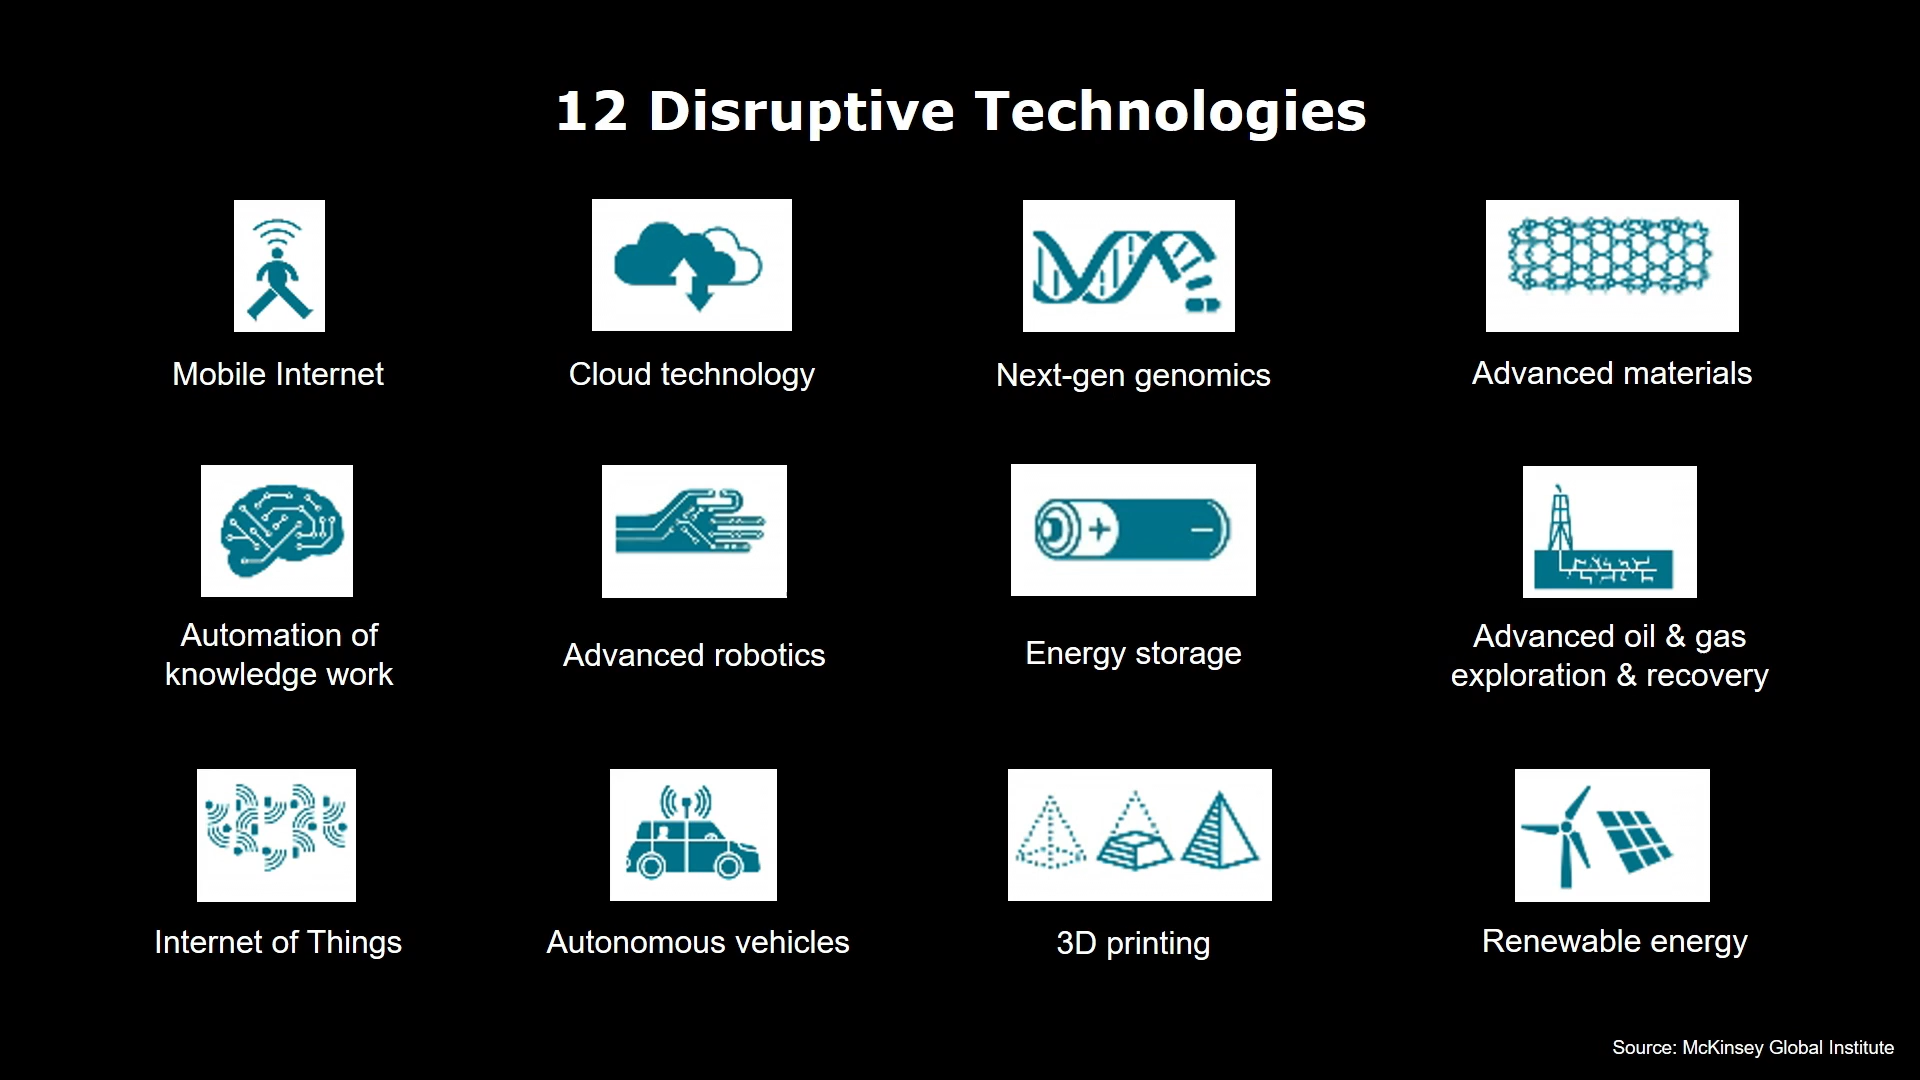 12 Disruptive Technologies
Mobile Internet
Cloud technology
Next-gen genomics
Advanced materials
Automation of
knowledge work
Advanced robotics
Energy storage
Advanced oil & gas
exploration & recovery
Internet of Things
Autonomous vehicles
3D printing
Renewable energy
Source: McKinsey Global Institute